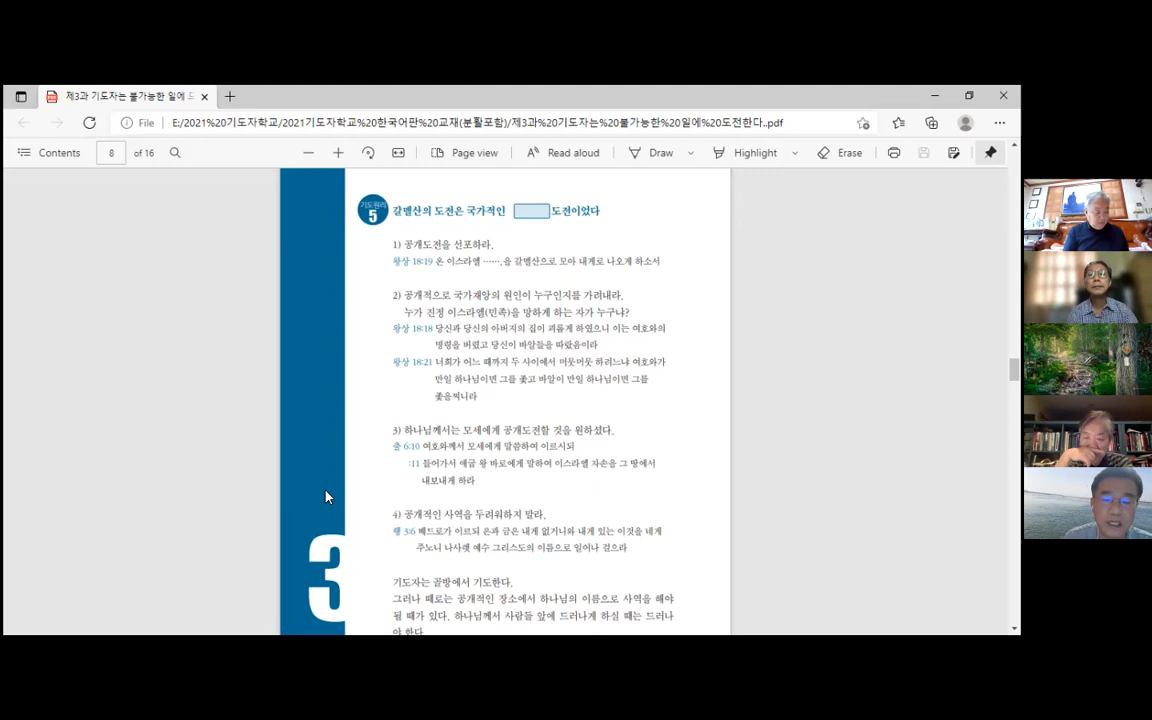 제3과 기도자는 불가능한 일에 도
File
E:/2021%20기도자학교/2021기도자학교%20한국어판%20교재(분활포함)/제3과%20기도자는%20불가능한%20일에%20도전한다..pdf
Contents 8 of 16 Page view Read aloud Draw Highlight Erase
기도원리
5
갈멜산의 도전은 국가적인 도전이었다
1) 공개도전을 선포하라.
왕상 18:19 온 이스라엘 …….을 갈멜산으로 모아 내게로 나오게 하소서
2) 공개적으로 국가재앙의 원인이 누구인지를 가려내라.
누가 진정 이스라엘(민족)을 망하게 하는 자가 누구냐?
왕상 18:18 당신과 당신의 아버지의 집이 괴롭게 하였으니 이는 여호와의
명령을 버렸고 당신이 바알들을 따랐음이라
왕상 18:21 너희가 어느 때까지 두 사이에서 머뭇머뭇 하려느냐 여호와가
만일 하나님이면 그를 좇고 바알이 만일 하나님이면 그를
좇을찌니라
3) 하나님께서는 모세에게 공개도전할 것을 원하셨다.
출 6:10 여호와께서 모세에게 말씀하여 이르시되
:11 들어가서 애굽 왕 바로에게 말하여 이스라엘 자손을 그 땅에서
내보내게 하라
4) 공개적인 사역을 두려워하지 말라.
행 3:6 베드로가 이르되 은과 금은 내게 없거니와 내게 있는 이것을 네게
주노니 나사렛 예수 그리스도의 이름으로 일어나 걸으라
기도자는 골방에서 기도한다.
그러나 때로는 공개적인 장소에서 하나님의 이름으로 사역을 해야
될 때가 있다. 하나님께서 사람들 앞에 드러나게 하실 때는 드러나
야 한다
3